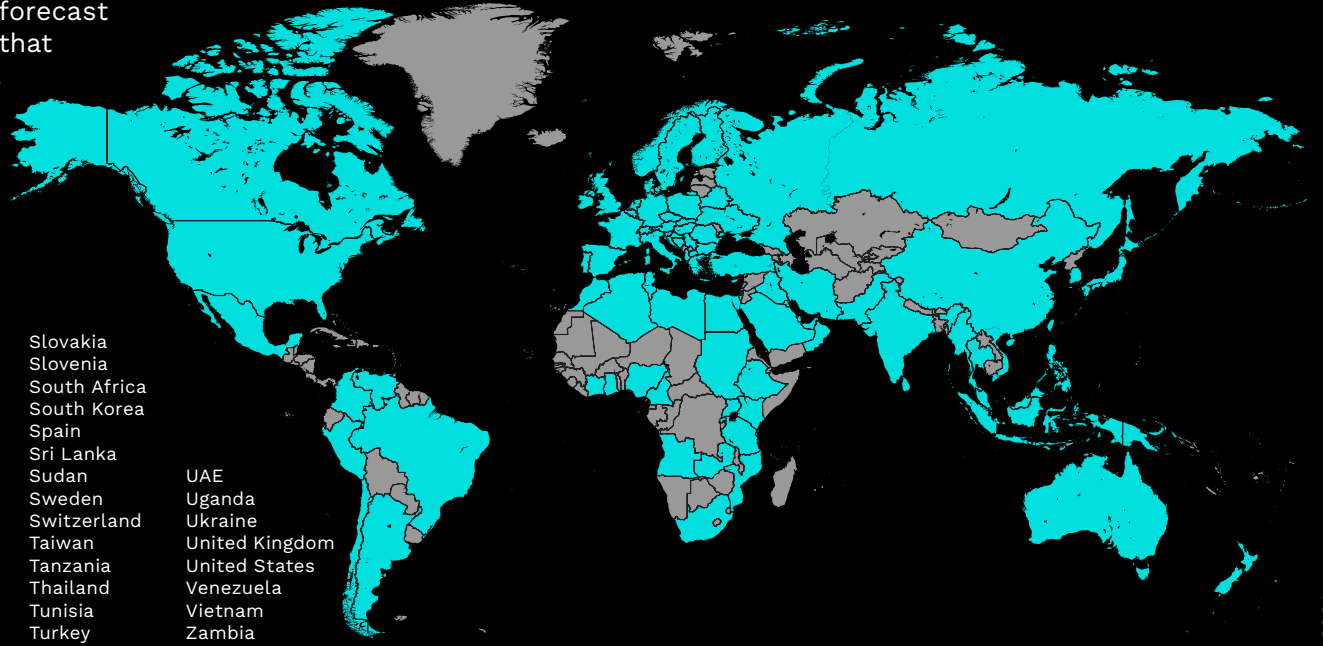 forecast
that
Slovakia
Slovenia
South Africa
South Korea
Spain
Sri Lanka
Sudan
Sweden
Switzerland
Taiwan
Tanzania
Thailand
Tunisia
Turkey
UAE
Uganda
Ukraine
United Kingdom
United States
Venezuela
Vietnam
Zambia